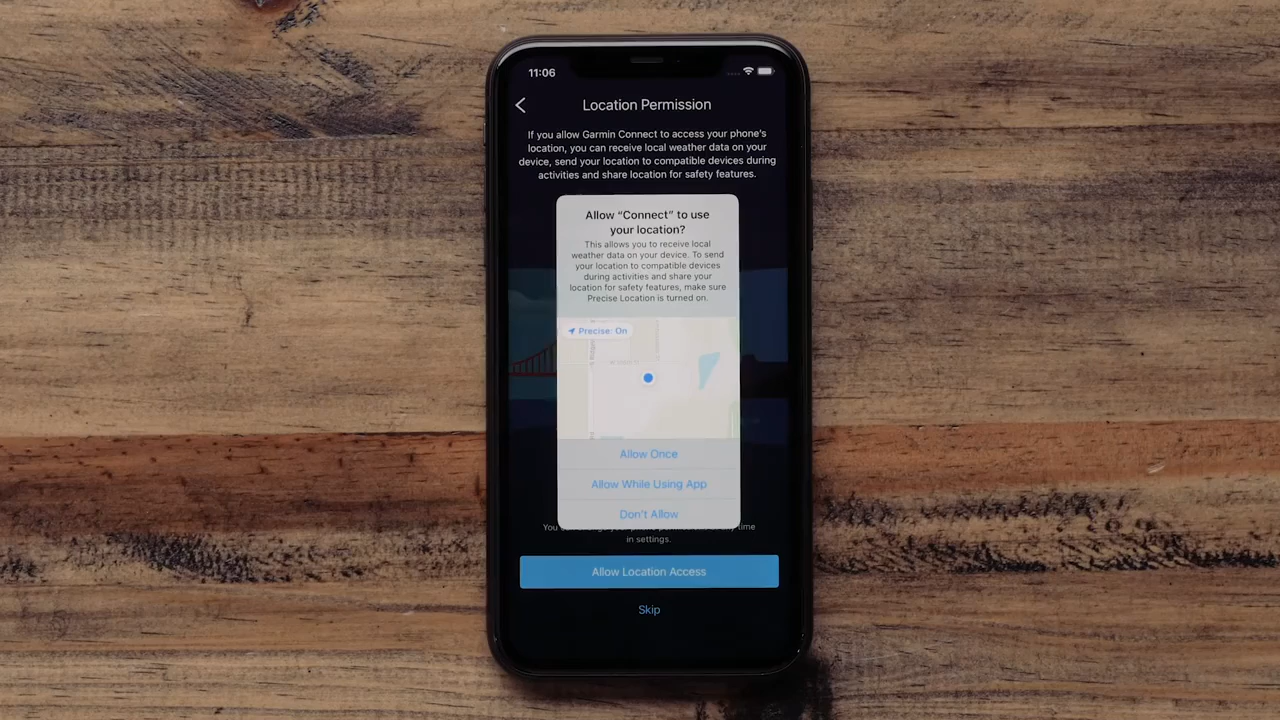 11:06
Location Permission
If you allow Garmin Connect to access your phone's
location, you can receive local weather data on your
device, send your location to compatible devices during
activities and share location for safety features.
Allow “Connect” to use
your location?
This allows you to receive local
weather data on your device. To send
your location to compatible devices
during activities and share your
location for safety features, make sure
Precise Location is turned on.
Precise: On
Allow Once
Allow While Using App
Don't Allow
You
time
in settings.
Allow Location Access
Skip